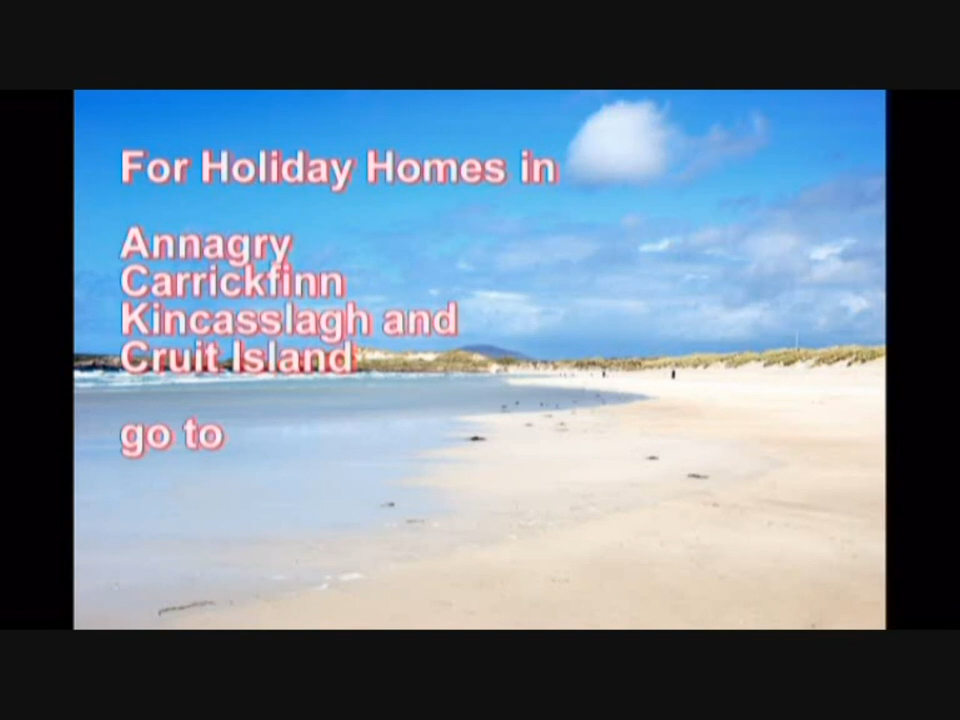 For Holiday Homes in
Annagry
Carrickfinn
Kincasslagh and
Cruit Island
go to